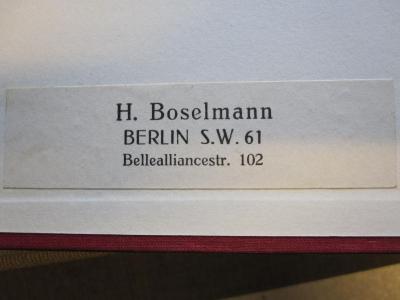 H. Boselmann
BERLIN S.W. 61
Bellealliancestr. 102